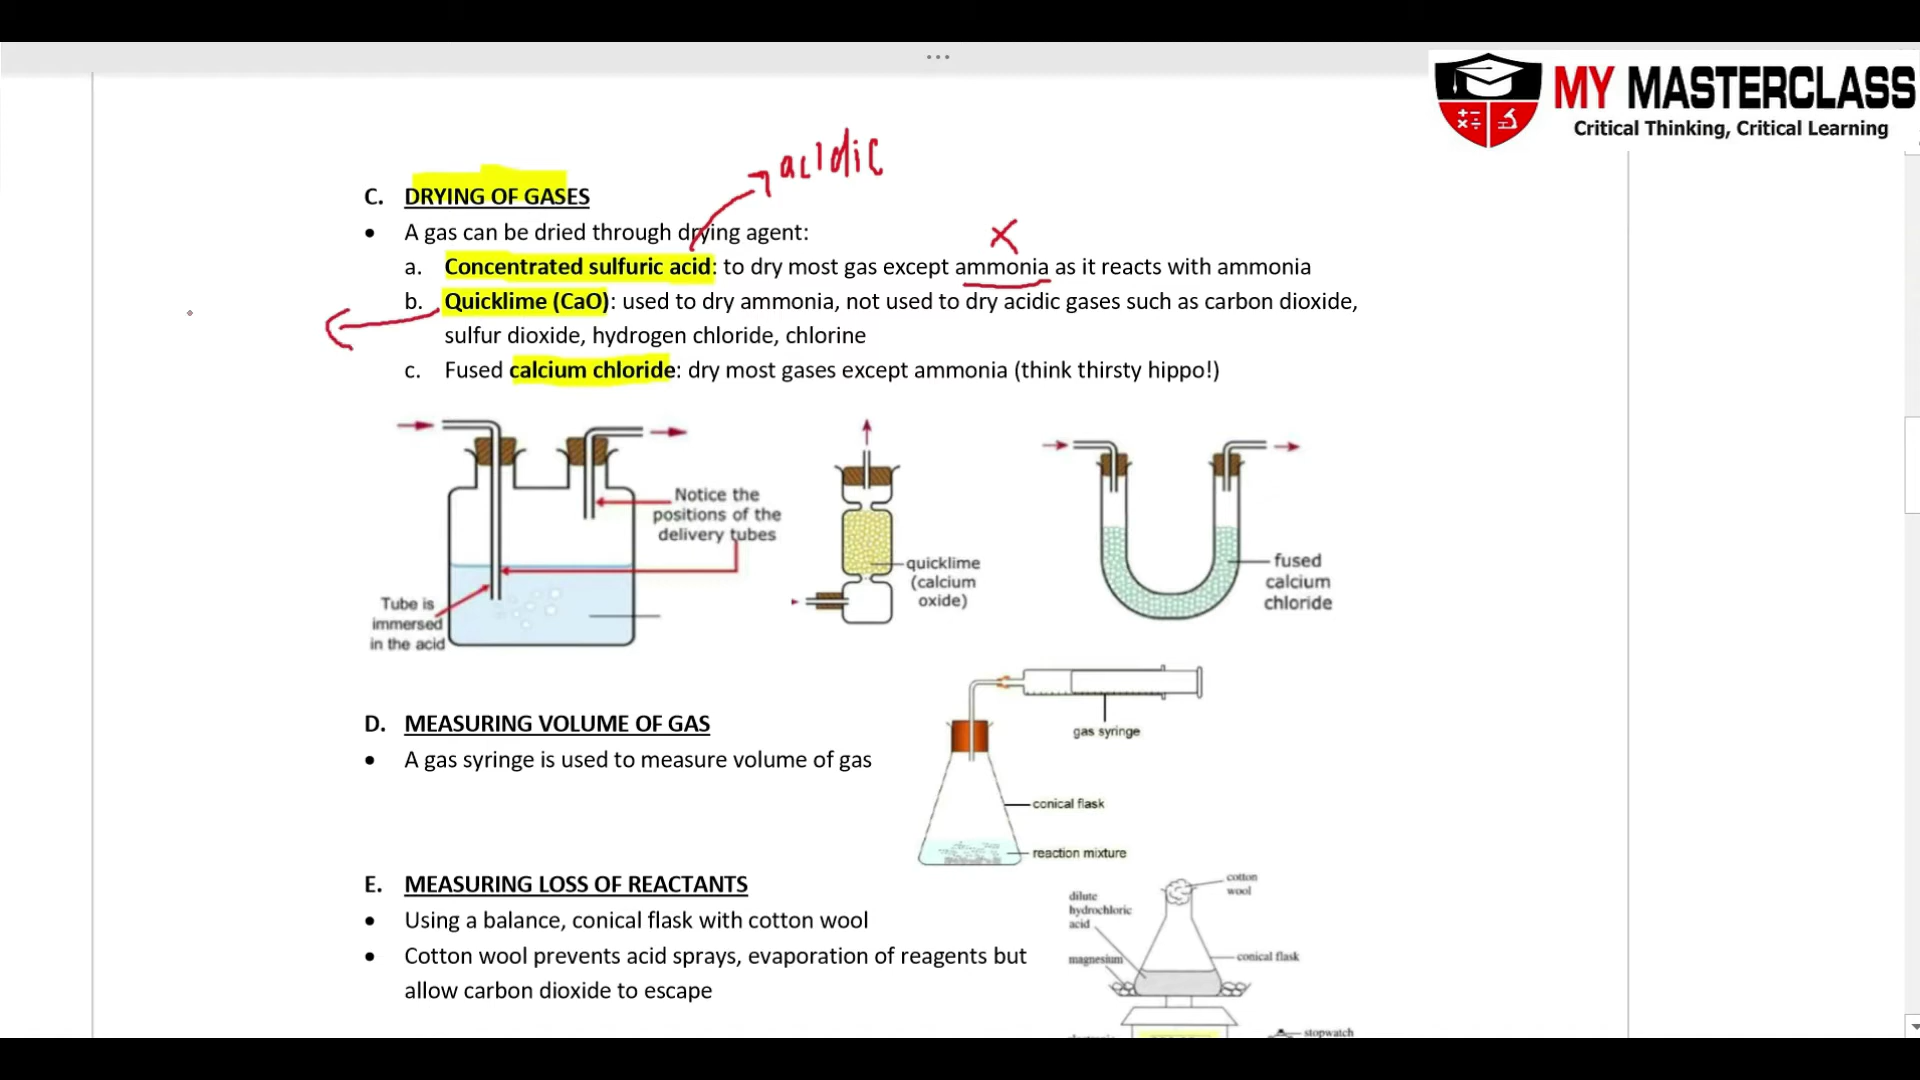 MY MASTERCLASS
Critical Thinking, Critical Learning
acidic
C. DRYING OF GASES
• A gas can be dried through drying agent:
a. Concentrated sulfuric acid: to dry most gas except ammonia as it reacts with ammonia
b. Quicklime (CaO): used to dry ammonia, not used to dry acidic gases such as carbon dioxide,
sulfur dioxide, hydrogen chloride, chlorine
c. Fused calcium chloride: dry most gases except ammonia (think thirsty hippo!)
Notice the
positions of the
delivery tubes
Tube is
immersed
in the acid
quicklime
(calcium
oxide)
fused
calcium
chloride
D. MEASURING VOLUME OF GAS
• A gas syringe is used to measure volume of gas
gas syringe
conical flask
reaction mixture
E. MEASURING LOSS OF REACTANTS
• Using a balance, conical flask with cotton wool
• Cotton wool prevents acid sprays, evaporation of reagents but
allow carbon dioxide to escape
cotton
wool
dilute
hydrochloric
acid
magnesium
conical flask
stopwatch